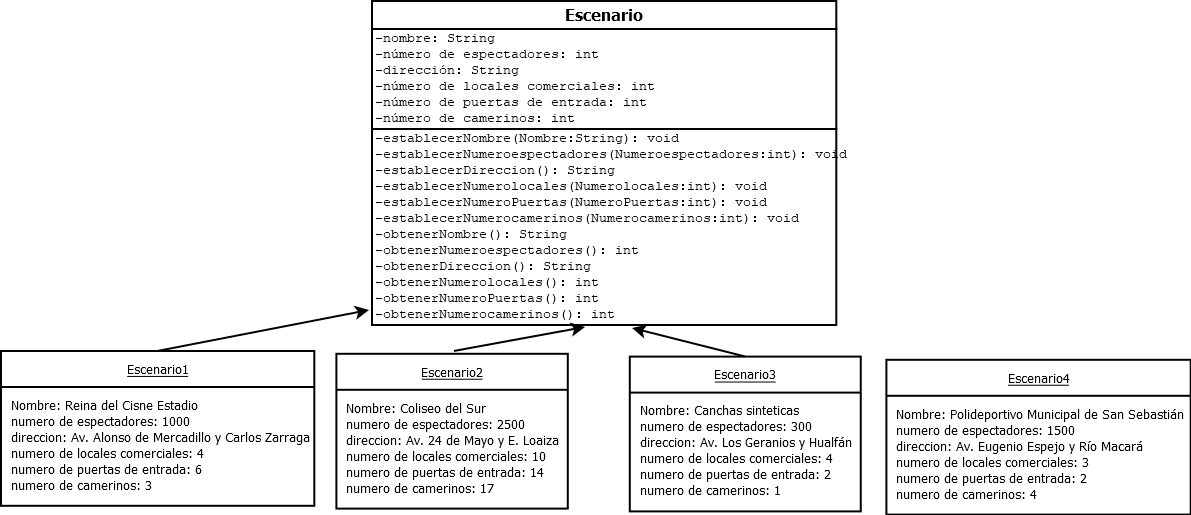 Escenario
-nombre: String
-número de espectadores: int
-dirección: String
-número de locales comerciales: int
-número de puertas de entrada: int
-número de camerinos: int
-establecerNombre(Nombre:String): void
-establecerNumeroespectadores(Numeroespectadores:int): void
-establecerDireccion(): String
-establecerNumerolocales(Numerolocales:int): void
-establecerNumeroPuertas(NumeroPuertas:int): void
-establecerNumerocamerinos(Numerocamerinos:int): void
-obtenerNombre(): String
-obtenerNumeroespectadores(): int
-obtenerDireccion(): String
-obtenerNumerolocales(): int
-obtenerNumeroPuertas(): int
-obtenerNumerocamerinos(): int
Escenario1
Nombre: Reina del Cisne Estadio
numero de espectadores: 1000
direccion: Av. Alonso de Mercadillo y Carlos Zarraga
numero de locales comerciales: 4
numero de puertas de entrada: 6
numero de camerinos: 3
Escenario2
Nombre: Coliseo del Sur
numero de espectadores: 2500
direccion: Av. 24 de Mayo y E. Loaiza
numero de locales comerciales: 10
numero de puertas de entrada: 14
numero de camerinos: 17
Escenario3
Nombre: Canchas sinteticas
numero de espectadores: 300
direccion: Av. Los Geranios y Hualfán
numero de locales comerciales: 4
numero de puertas de entrada: 2
numero de camerinos: 1
Escenario4
Nombre: Polideportivo Municipal de San Sebastián
numero de espectadores: 1500
direccion: Av. Eugenio Espejo y Río Macará
numero de locales comerciales: 3
numero de puertas de entrada: 2
numero de camerinos: 4